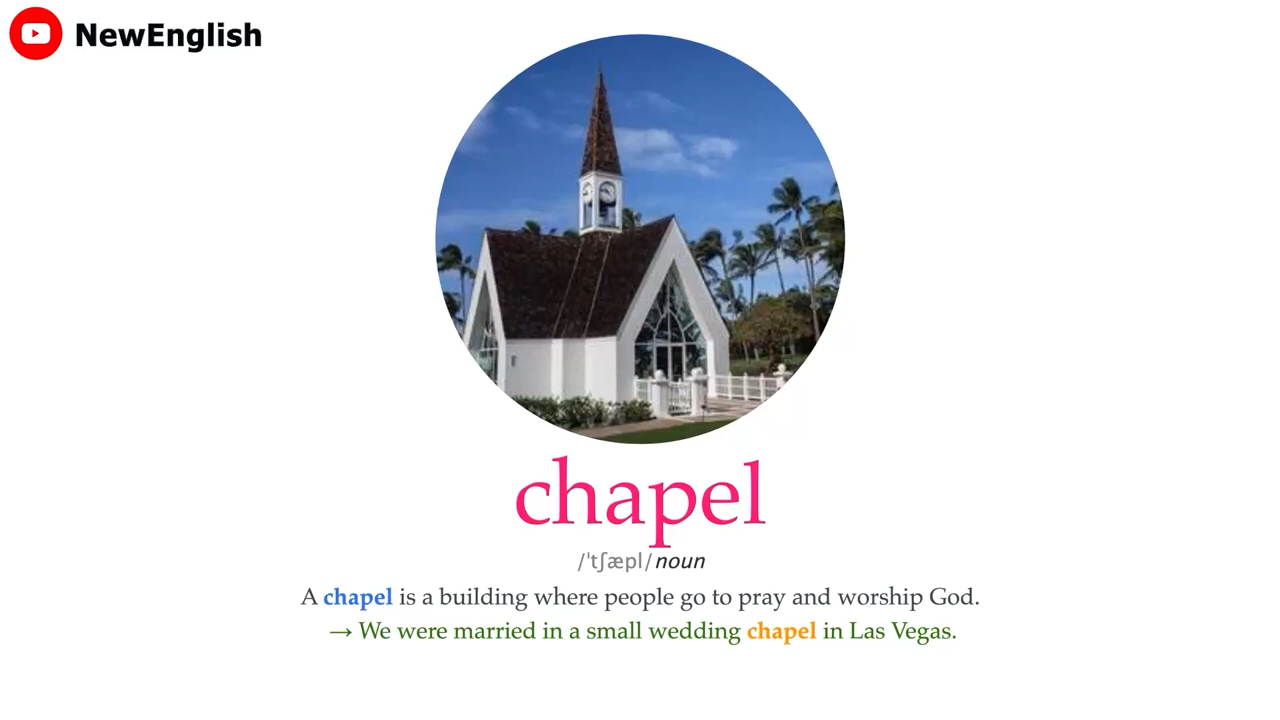 NewEnglish
chapel
/ˈtʃæpl/ noun
A chapel is a building where people go to pray and worship God.
→ We were married in a small wedding chapel in Las Vegas.